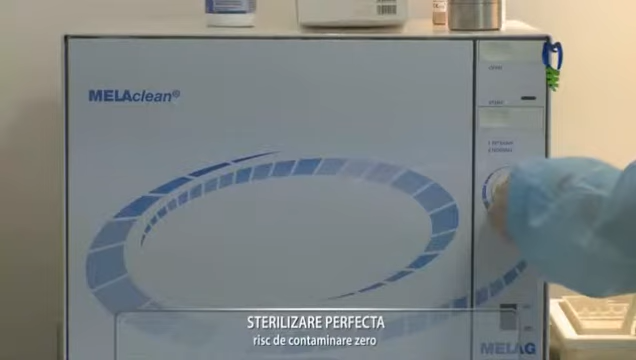 MELAclean®
STERILIZARE PERFECTA
risc de contaminare zero
MELAG